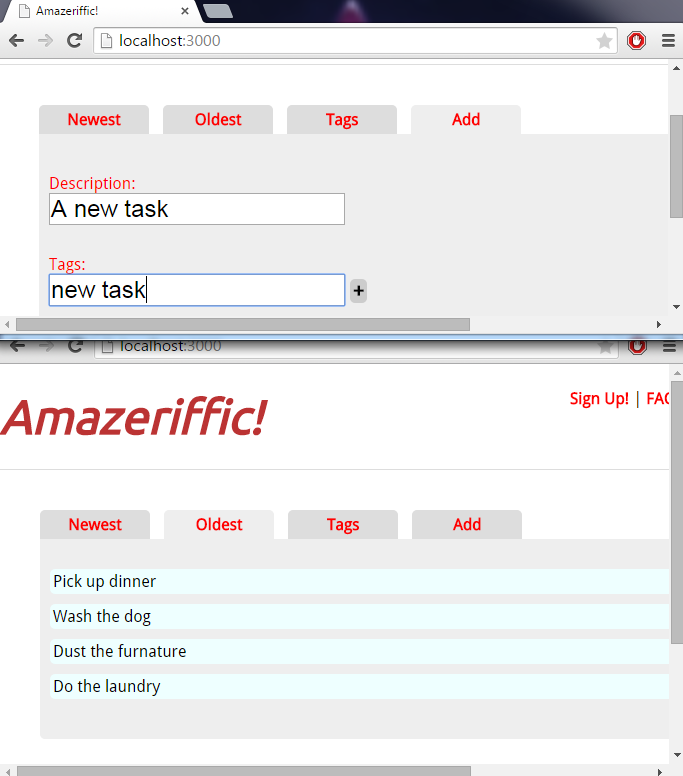 Amazeriffic!
localhost:3000
Newest Oldest Tags Add
Description:
A new task
Tags:
new task +
localhost:3000
Amazeriffic!
Sign Up! | FAQ
Newest Oldest Tags Add
Pick up dinner
Wash the dog
Dust the furnature
Do the laundry